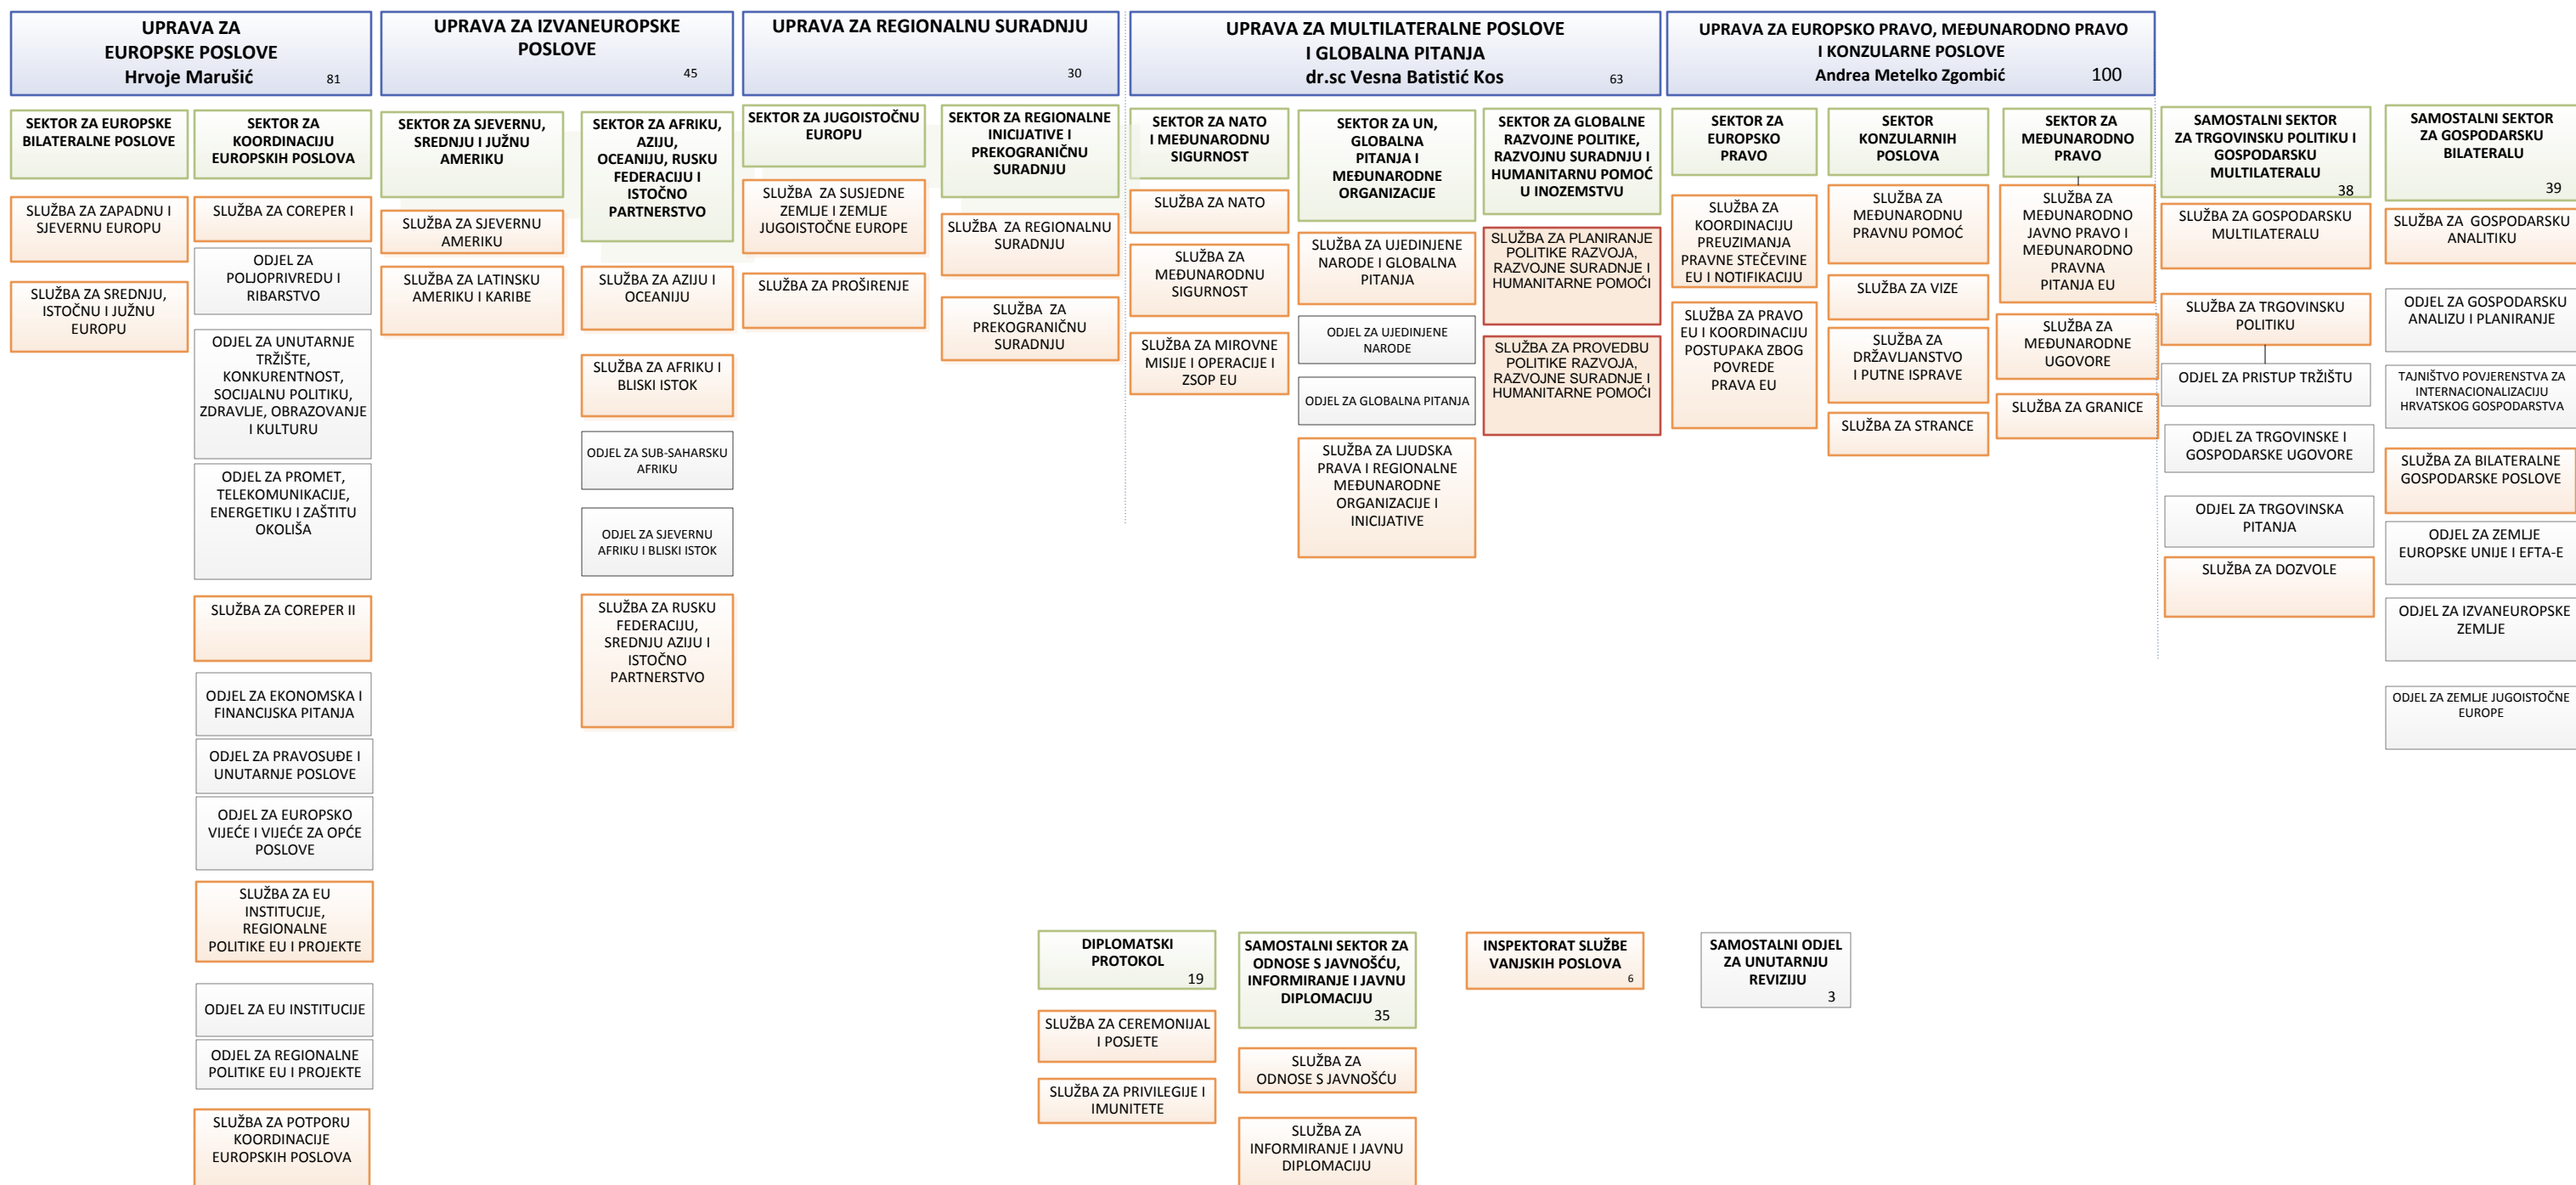 UPRAVA ZA
EUROPSKE POSLOVE
Hrvoje Marušić 81
SEKTOR ZA EUROPSKE
BILATERALNE POSLOVE
SLUŽBA ZA ZAPADNU I
SJEVERNU EUROPU
SLUŽBA ZA SREDNJU,
ISTOČNU I JUŽNU
EUROPU
SEKTOR ZA
KOORDINACIJU
EUROPSKIH POSLOVA
SLUŽBA ZA COREPER I
ODJEL ZA
POLJOPRIVREDU I
RIBARSTVO
ODJEL ZA UNUTARNJE
TRŽIŠTE,
KONKURENTNOST,
SOCIJALNU POLITIKU,
ZDRAVLJE, OBRAZOVANJE
I KULTURU
ODJEL ZA PROMET,
TELEKOMUNIKACIJE,
ENERGETIKU I ZAŠTITU
OKOLIŠA
SLUŽBA ZA COREPER II
ODJEL ZA EKONOMSKA I
FINANCIJSKA PITANJA
ODJEL ZA PRAVOSUĐE I
UNUTARNJE POSLOVE
ODJEL ZA EUROPSKO
VIJEĆE I VIJEĆE ZA OPĆE
POSLOVE
SLUŽBA ZA EU
INSTITUCIJE,
REGIONALNE
POLITIKE EU I PROJEKTE
ODJEL ZA EU INSTITUCIJE
ODJEL ZA REGIONALNE
POLITIKE EU I PROJEKTE
SLUŽBA ZA POTPORU
KOORDINACIJE
EUROPSKIH POSLOVA
UPRAVA ZA IZVANEUROPSKE
POSLOVE
45
SEKTOR ZA SJEVERNU,
SREDNJU I JUŽNU
AMERIKU
SLUŽBA ZA SJEVERNU
AMERIKU
SLUŽBA ZA LATINSKU
AMERIKU I KARIBE
SEKTOR ZA AFRIKU,
AZIJU,
OCEANIJU, RUSKU
FEDERACIJU I
ISTOČNO
PARTNERSTVO
SLUŽBA ZA AZIJU I
OCEANIJU
SLUŽBA ZA AFRIKU I
BLISKI ISTOK
ODJEL ZA SUB-SAHARSKU
AFRIKU
ODJEL ZA SJEVERNU
AFRIKU I BLISKI ISTOK
SLUŽBA ZA RUSKU
FEDERACIJU,
SREDNJU AZIJU I
ISTOČNO
PARTNERSTVO
UPRAVA ZA REGIONALNU SURADNJU
30
SEKTOR ZA JUGOISTOČNU
EUROPU
SLUŽBA ZA SUSJEDNE
ZEMLJE I ZEMLJE
JUGOISTOČNE EUROPE
SLUŽBA ZA PROŠIRENJE
SEKTOR ZA REGIONALNE
INICIJATIVE I
PREKOGRANIČNU
SURADNJU
SLUŽBA ZA REGIONALNU
SURADNJU
SLUŽBA ZA
PREKOGRANIČNU
SURADNJU
UPRAVA ZA MULTILATERALNE POSLOVE
I GLOBALNA PITANJA
dr.sc Vesna Batistić Kos 63
SEKTOR ZA NATO
I MEĐUNARODNU
SIGURNOST
SLUŽBA ZA NATO
SLUŽBA ZA
MEĐUNARODNU
SIGURNOST
SLUŽBA ZA MIROVNE
MISIJE I OPERACIJE I
ZSOP EU
SEKTOR ZA UN,
GLOBALNA
PITANJA I
MEĐUNARODNE
ORGANIZACIJE
SLUŽBA ZA UJEDINJENE
NARODE I GLOBALNA
PITANJA
ODJEL ZA UJEDINJENE
NARODE
ODJEL ZA GLOBALNA PITANJA
SLUŽBA ZA LJUDSKA
PRAVA I REGIONALNE
MEĐUNARODNE
ORGANIZACIJE I
INICIJATIVE
SEKTOR ZA GLOBALNE
RAZVOJNE POLITIKE,
RAZVOJNU SURADNJU I
HUMANITARNU POMOĆ
U INOZEMSTVU
SLUŽBA ZA PLANIRANJE
POLITIKE RAZVOJA,
RAZVOJNE SURADNJE I
HUMANITARNE POMOĆI
SLUŽBA ZA PROVEDBU
POLITIKE RAZVOJA,
RAZVOJNE SURADNJE I
HUMANITARNE POMOĆI
UPRAVA ZA EUROPSKO PRAVO, MEĐUNARODNO PRAVO
I KONZULARNE POSLOVE
Andrea Metelko Zgombić 100
SEKTOR ZA
EUROPSKO
PRAVO
SLUŽBA ZA
KOORDINACIJU
PREUZIMANJA
PRAVNE STEČEVINE
EU I NOTIFIKACIJU
SLUŽBA ZA PRAVO
EU I KOORDINACIJU
POSTUPAKA ZBOG
POVREDE
PRAVA EU
SEKTOR
KONZULARNIH
POSLOVA
SLUŽBA ZA
MEĐUNARODNU
PRAVNU POMOĆ
SLUŽBA ZA VIZE
SLUŽBA ZA
DRŽAVLJANSTVO
I PUTNE ISPRAVE
SLUŽBA ZA STRANCE
SEKTOR ZA
MEĐUNARODNO
PRAVO
SLUŽBA ZA
MEĐUNARODNO
JAVNO PRAVO I
MEĐUNARODNO
PRAVNA
PITANJA EU
SLUŽBA ZA
MEĐUNARODNE
UGOVORE
SLUŽBA ZA GRANICE
SAMOSTALNI SEKTOR
ZA TRGOVINSKU POLITIKU I
GOSPODARSKU
MULTILATERALU
38
SLUŽBA ZA GOSPODARSKU
MULTILATERALU
SLUŽBA ZA TRGOVINSKU
POLITIKU
ODJEL ZA PRISTUP TRŽIŠTU
ODJEL ZA TRGOVINSKE I
GOSPODARSKE UGOVORE
ODJEL ZA TRGOVINSKA
PITANJA
SLUŽBA ZA DOZVOLE
SAMOSTALNI SEKTOR
ZA GOSPODARSKU
BILATERALU
39
SLUŽBA ZA GOSPODARSKU
ANALITIKU
ODJEL ZA GOSPODARSKU
ANALIZU I PLANIRANJE
TAJNIŠTVO POVJERENSTVA ZA
INTERNACIONALIZACIJU
HRVATSKOG GOSPODARSTVA
SLUŽBA ZA BILATERALNE
GOSPODARSKE POSLOVE
ODJEL ZA ZEMLJE
EUROPSKE UNIJE I EFTA-E
ODJEL ZA IZVANEUROPSKE
ZEMLJE
ODJEL ZA ZEMLJE JUGOISTOČNE
EUROPE
DIPLOMATSKI
PROTOKOL
19
SLUŽBA ZA CEREMONIJAL
I POSJETE
SLUŽBA ZA PRIVILEGIJE I
IMUNITETE
SAMOSTALNI SEKTOR ZA
ODNOSE S JAVNOŠĆU,
INFORMIRANJE I JAVNU
DIPLOMACIJU
35
SLUŽBA ZA
ODNOSE S JAVNOŠĆU
SLUŽBA ZA
INFORMIRANJE I JAVNU
DIPLOMACIJU
INSPEKTORAT SLUŽBE
VANJSKIH POSLOVA
6
SAMOSTALNI ODJEL
ZA UNUTARNJU
REVIZIJU
3